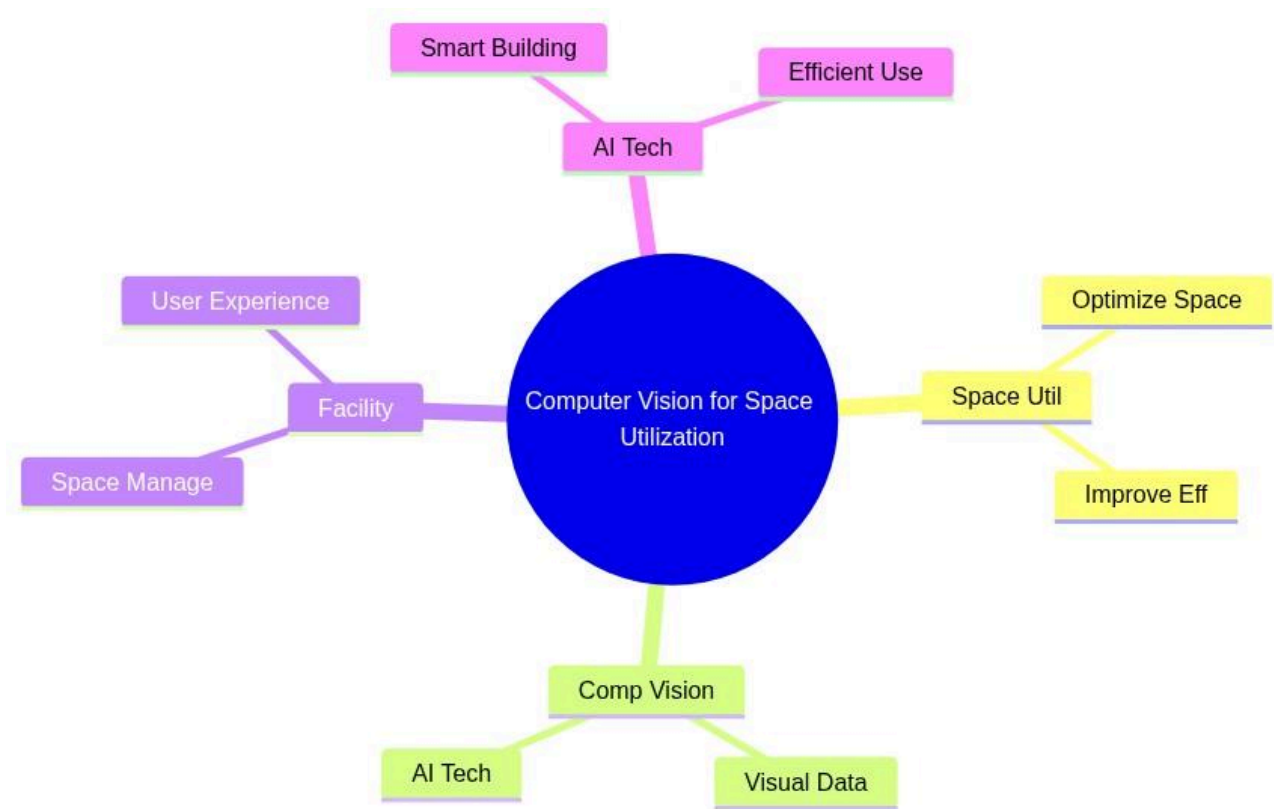 Smart Building
Efficient Use
AI Tech
User Experience
Optimize Space
Facility
Computer Vision for Space
Utilization
Space Util
Space Manage
Improve Eff
Comp Vision
AI Tech
Visual Data